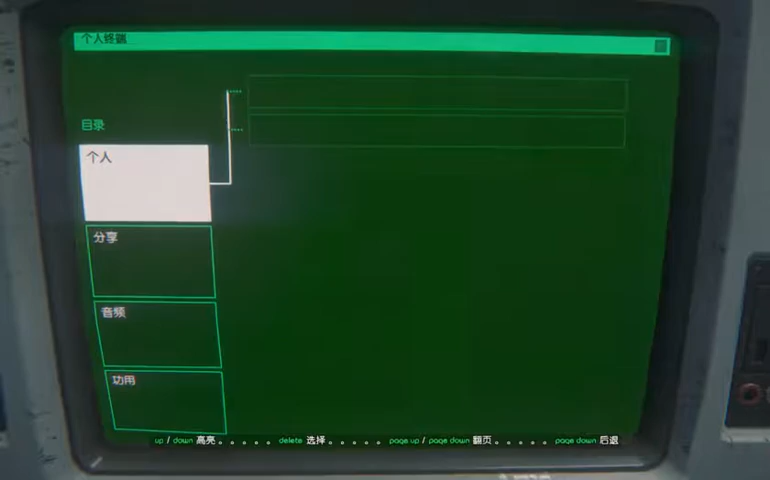 个人终端
目录
个人
分享
音频
功用
up / down 高亮 。。。。。 delete 选择 。。。。。 page up / page down 翻页 。。。。。 page down 后退